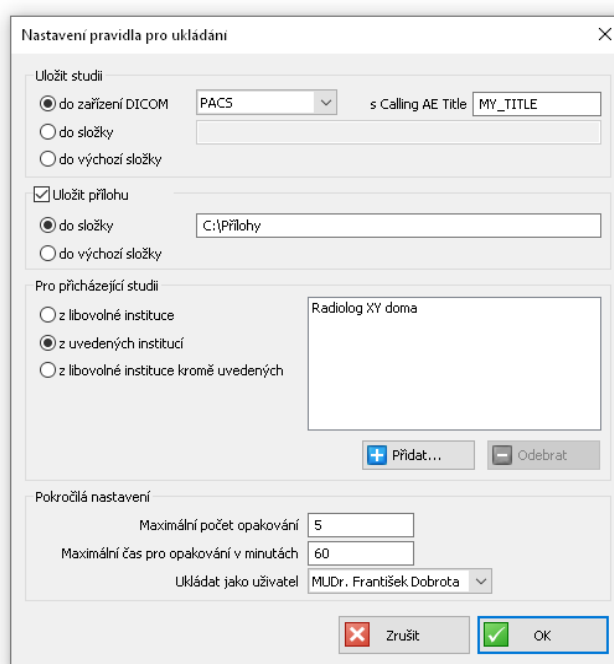 Nastavení pravidla pro ukládání
Uložit studii
do zařízení DICOM PACS s Calling AE Title MY_TITLE
do složky
do výchozí složky
Uložit přílohu
do složky C:\Přílohy
do výchozí složky
Pro přicházející studii
z libovolné instituce
z uvedených institucí
z libovolné instituce kromě uvedených
Radiolog XY doma
Přidat... Odebrat
Pokročilá nastavení
Maximální počet opakování 5
Maximální čas pro opakování v minutách 60
Ukládat jako uživatel MUDr. František Dobrota
Zrušit OK